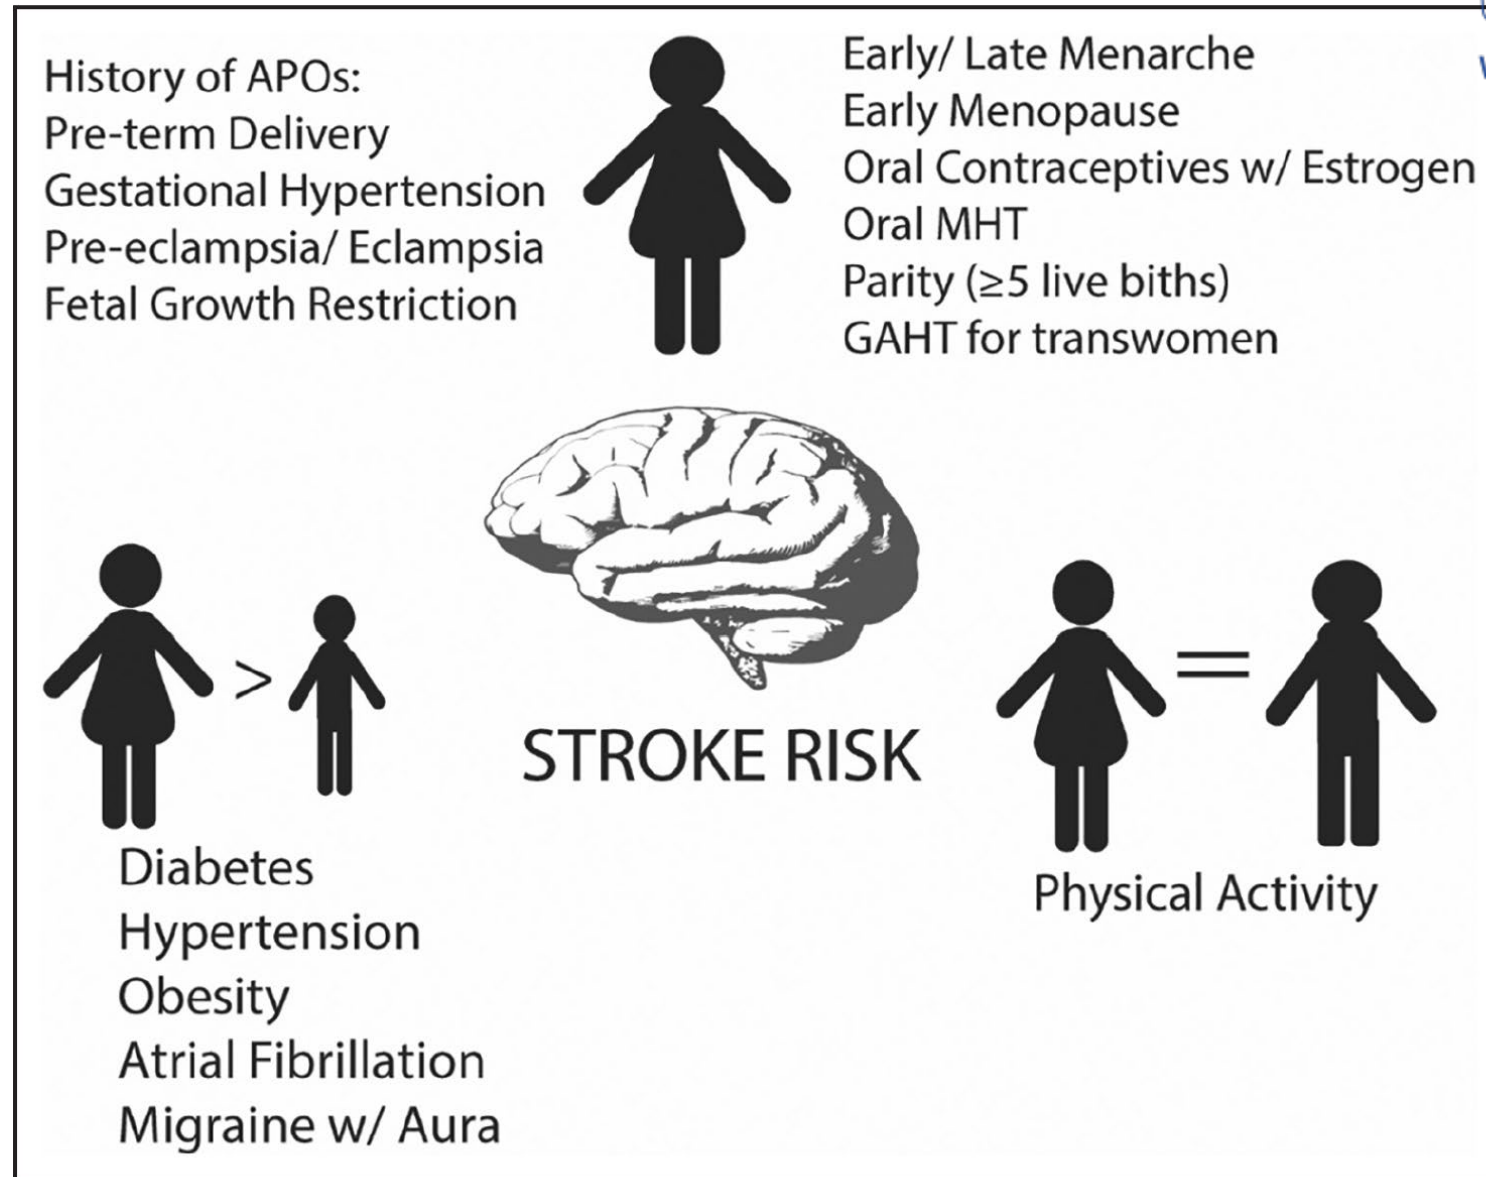 History of APOs:
Pre-term Delivery
Gestational Hypertension
Pre-eclampsia/ Eclampsia
Fetal Growth Restriction
Early/ Late Menarche
Early Menopause
Oral Contraceptives w/ Estrogen
Oral MHT
Parity (≥5 live biths)
GAHT for transwomen
>
=
STROKE RISK
Diabetes
Hypertension
Obesity
Atrial Fibrillation
Migraine w/ Aura
Physical Activity